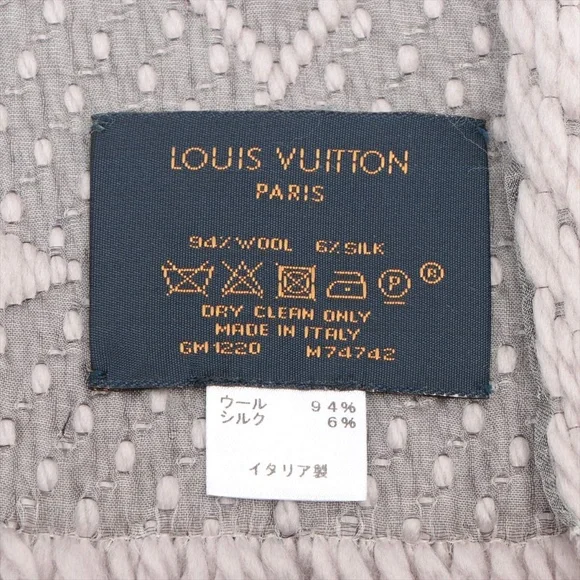 LOUIS VUITTON
PARIS
94% WOOL 6% SILK
P ®
DRY CLEAN ONLY
MADE IN ITALY
GM1220 M74742
ウール 94%
シルク 6%
イタリア製